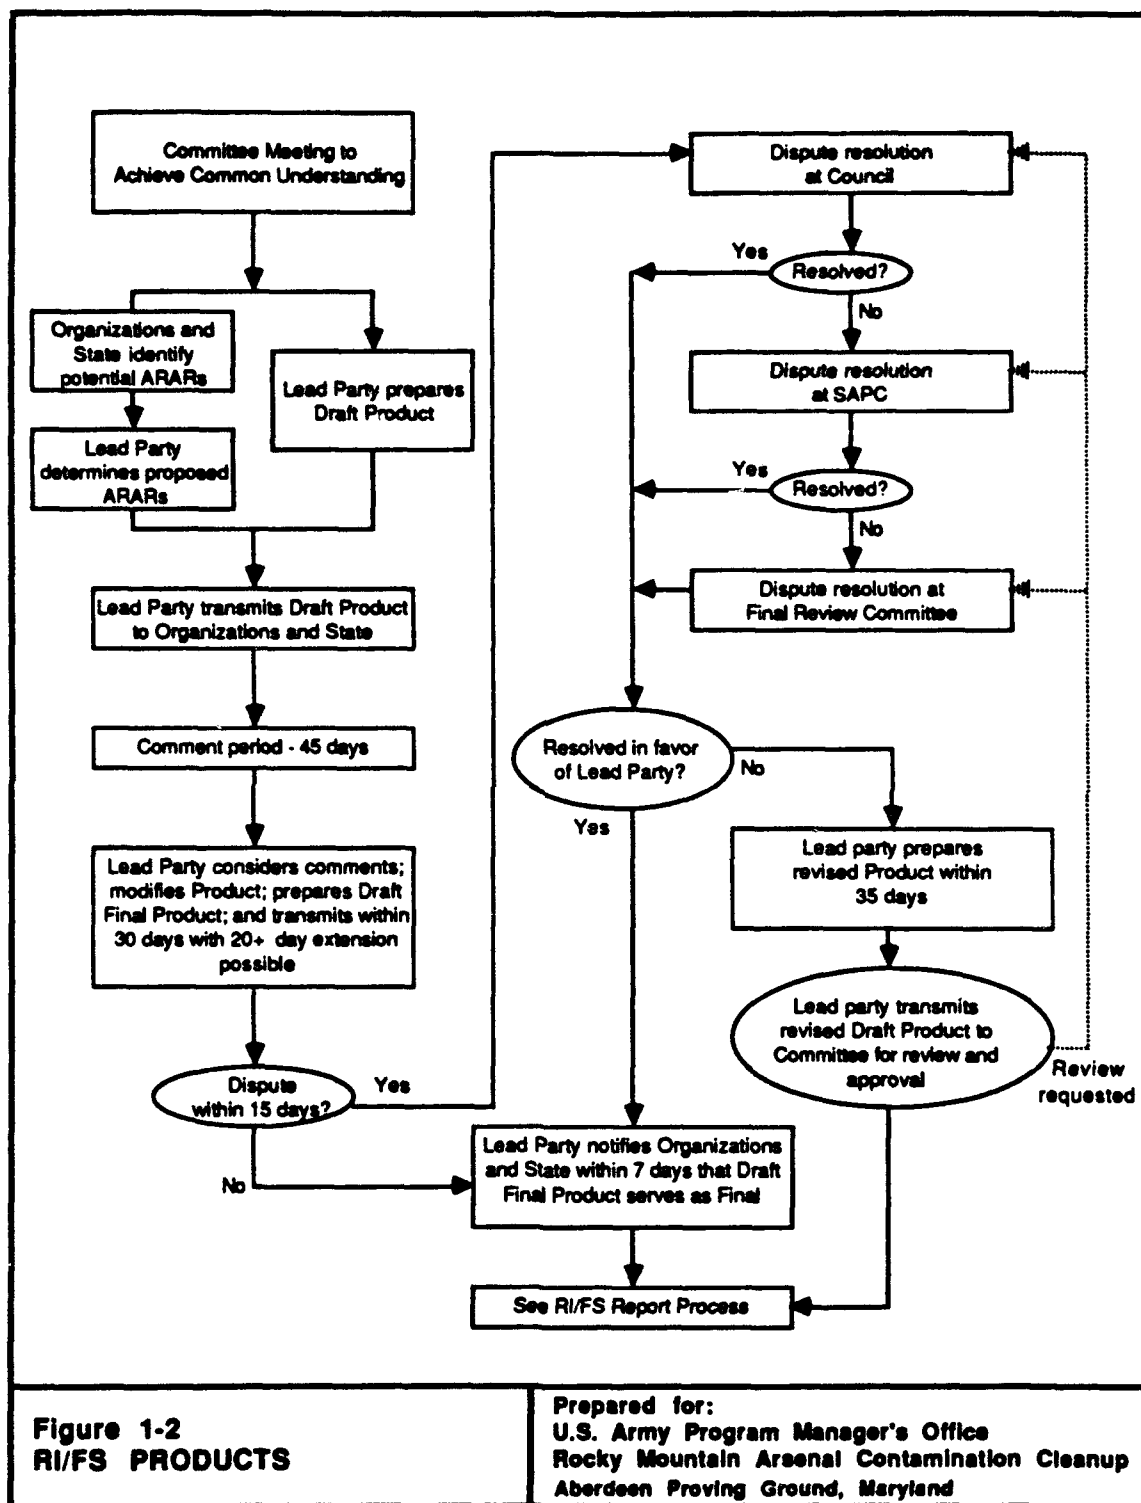 Committee Meeting to
Achieve Common Understanding
Organizations and
State identify
potential ARARs
Lead Party prepares
Draft Product
Lead Party
determines proposed
ARARs
Lead Party transmits Draft Product
to Organizations and State
Comment period - 45 days
Lead Party considers comments;
modifies Product; prepares Draft
Final Product; and transmits within
30 days with 20+ day extension
possible
Dispute
within 15 days?
Yes
No
Dispute resolution
at Council
Yes
Resolved?
No
Dispute resolution
at SAPC
Yes
Resolved?
No
Dispute resolution at
Final Review Committee
Resolved in favor
of Lead Party?
No
Yes
Lead party prepares
revised Product within
35 days
Lead party transmits
revised Draft Product to
Committee for review and
approval
Review
requested
Lead Party notifies Organizations
and State within 7 days that Draft
Final Product serves as Final
See RI/FS Report Process
Figure 1-2
RI/FS PRODUCTS
Prepared for:
U.S. Army Program Manager's Office
Rocky Mountain Arsenal Contamination Cleanup
Aberdeen Proving Ground, Maryland